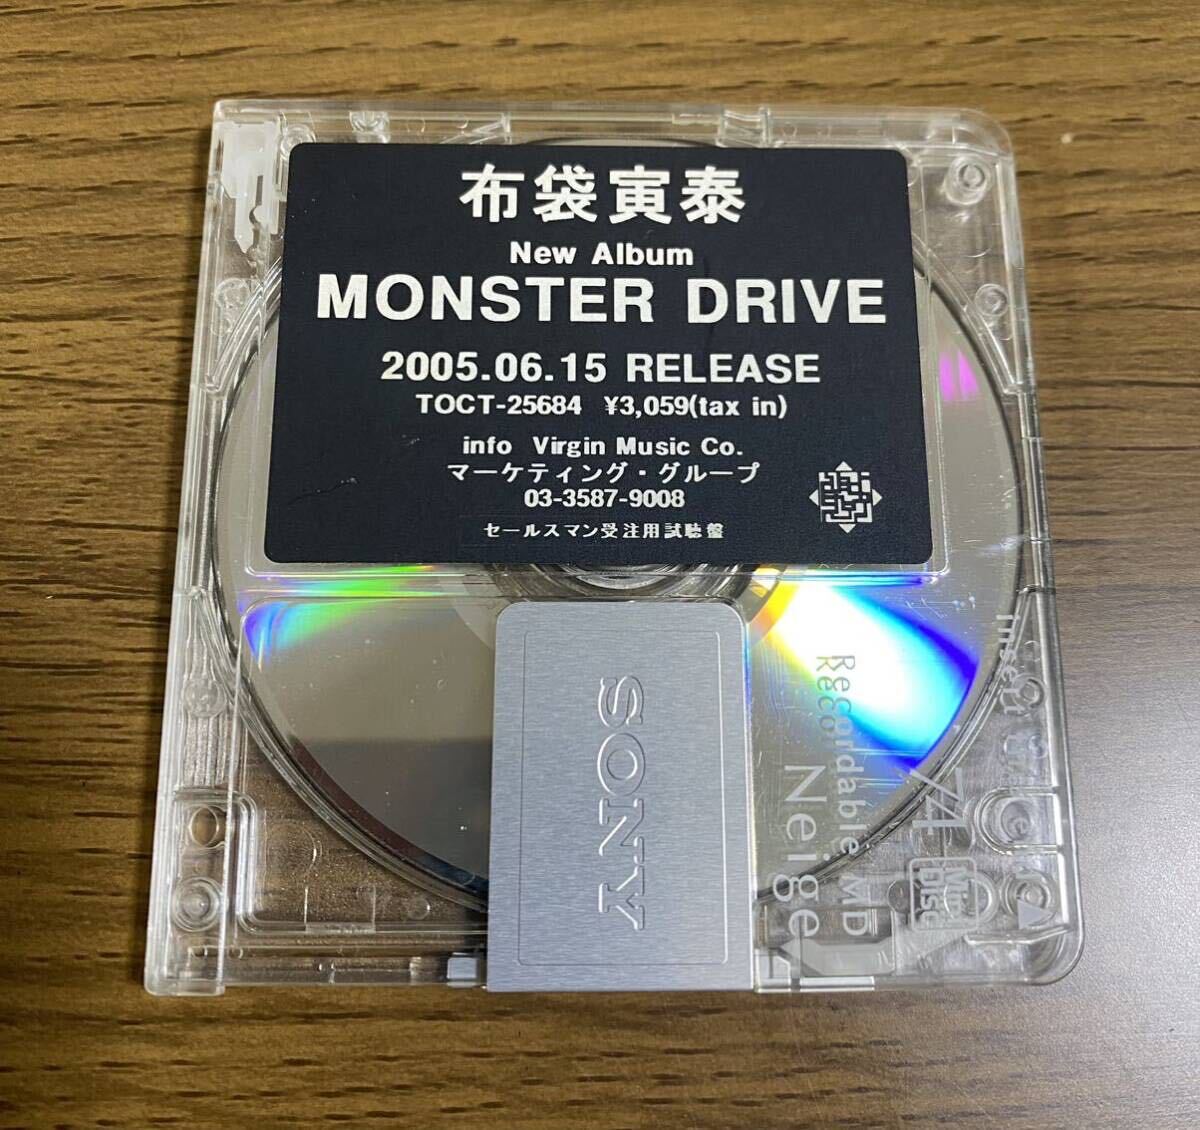 布袋寅泰
New Album
MONSTER DRIVE
2005.06.15 RELEASE
TOCT-25684 ¥3,059(tax in)
info Virgin Music Co.
マーケティング・グループ
03-3587-9008
セールスマン受注用試聴盤
SONY
Recordable MD
Neige
74
Mini
Disc